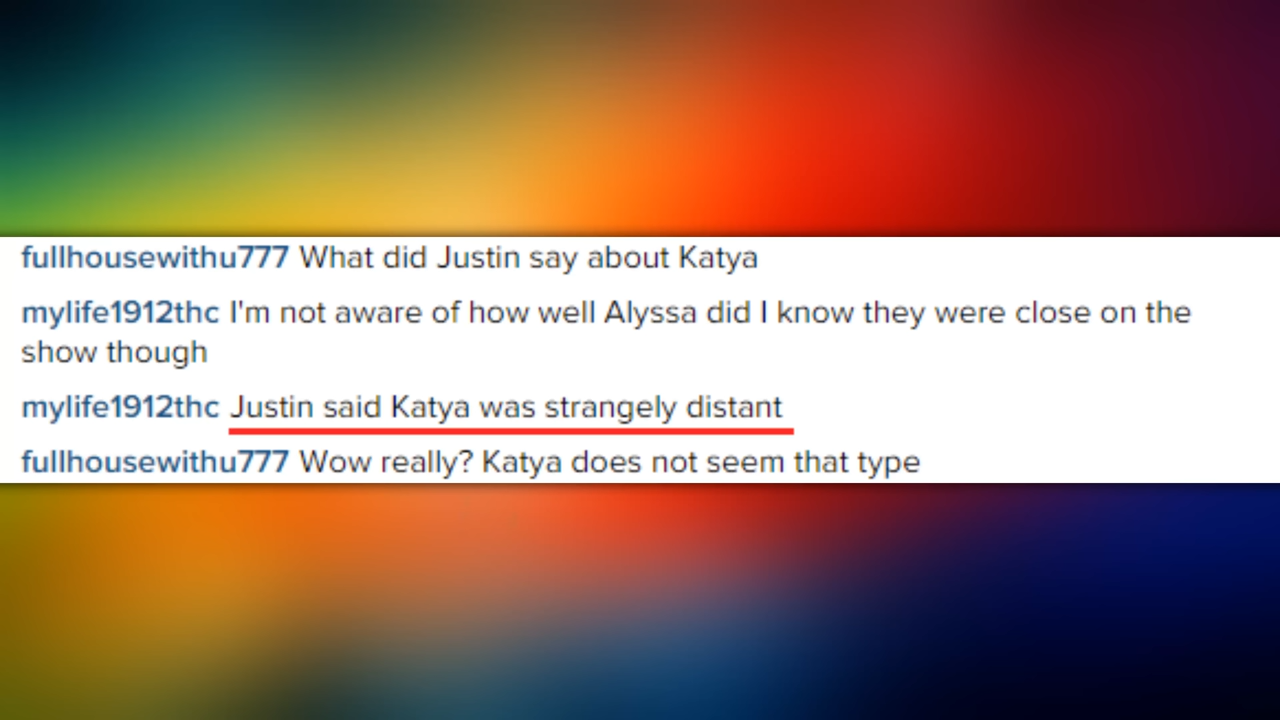 fullhousewithu777 What did Justin say about Katya
mylife1912thc I'm not aware of how well Alyssa did I know they were close on the
show though
mylife1912thc Justin said Katya was strangely distant
fullhousewithu777 Wow really? Katya does not seem that type